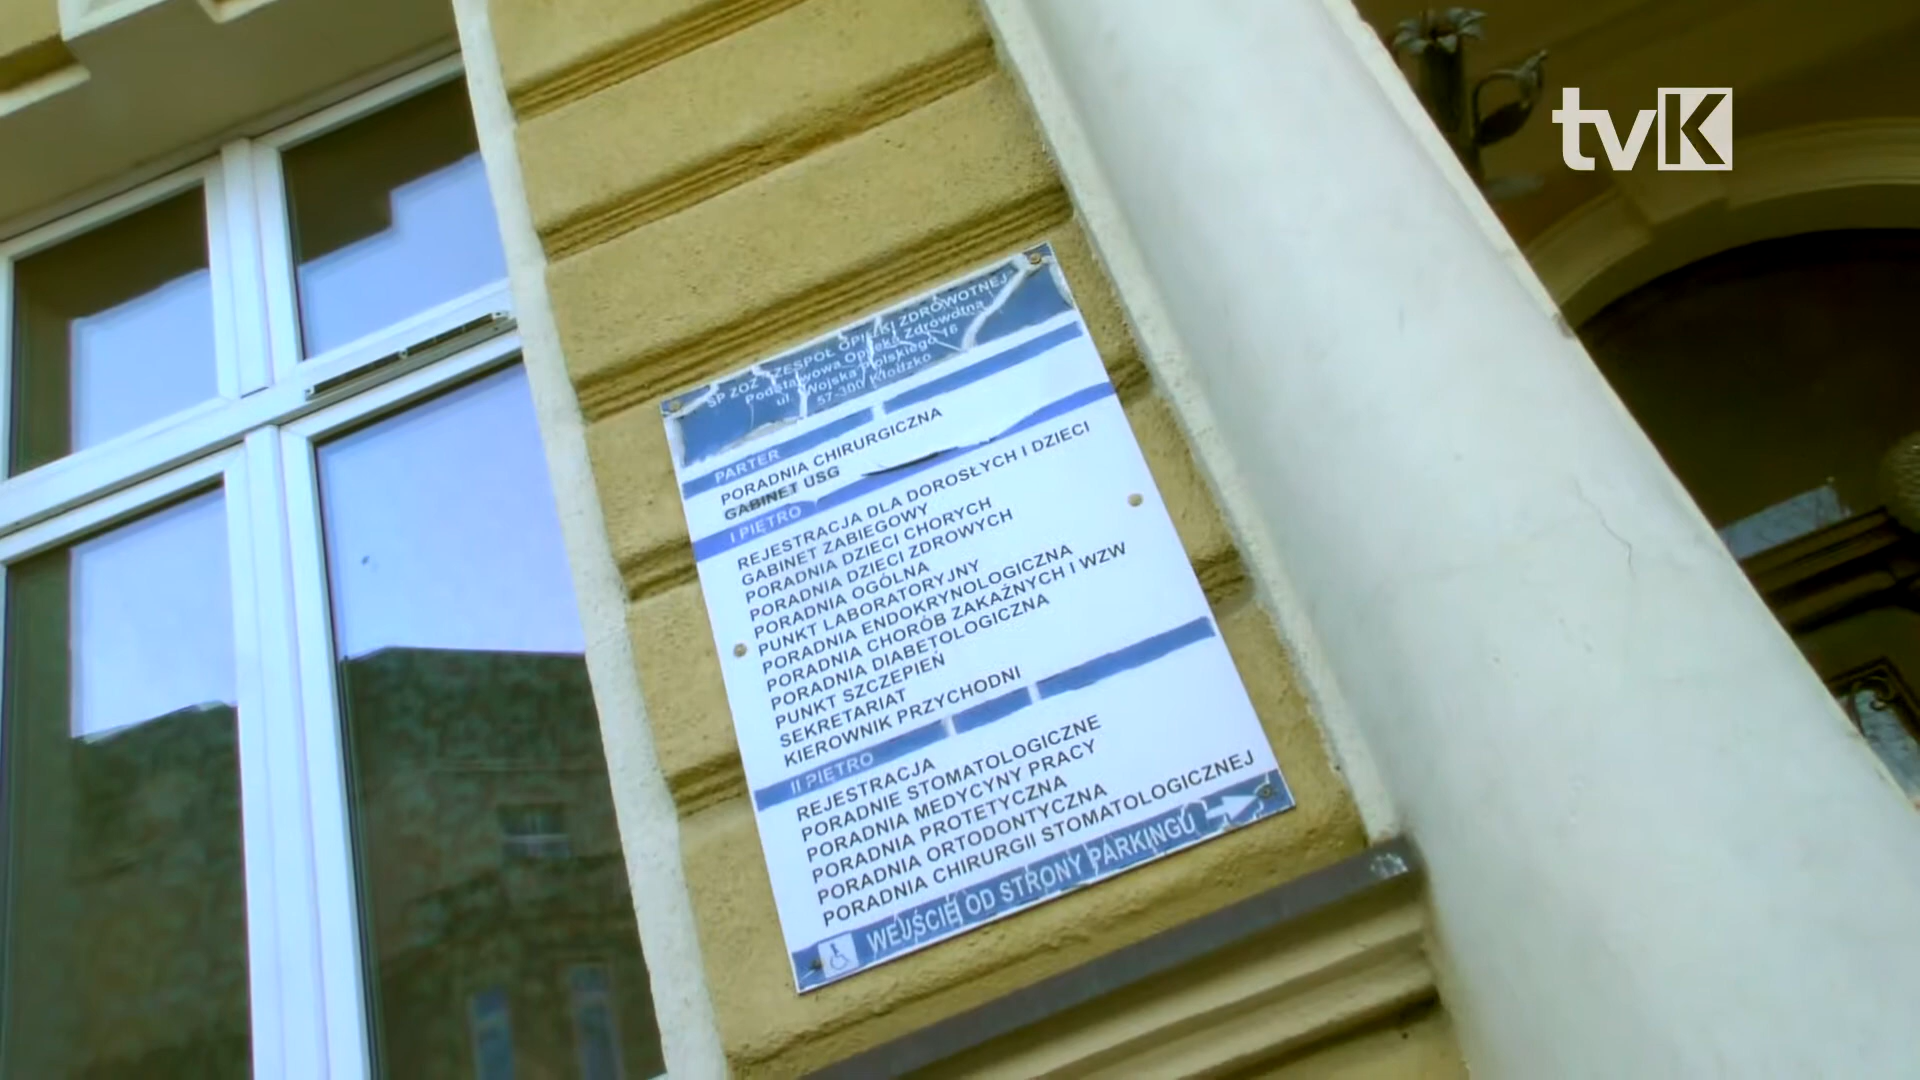 tvK
SP ZOZ ZESPÓŁ OPIEKI ZDROWOTNEJ
Podstawowa Opieka Zdrowotna
ul. Wojska Polskiego 16
57-300 Kłodzko
PARTER
PORADNIA CHIRURGICZNA
GABINET USG
I PIĘTRO
REJESTRACJA DLA DOROSŁYCH I DZIECI
GABINET ZABIEGOWY
PORADNIA DZIECI CHORYCH
PORADNIA DZIECI ZDROWYCH
PORADNIA OGÓLNA
PUNKT LABORATORYJNY
PORADNIA ENDOKRYNOLOGICZNA
PORADNIA CHORÓB ZAKAŹNYCH I WZW
PORADNIA DIABETOLOGICZNA
PUNKT SZCZEPIEŃ
SEKRETARIAT
KIEROWNIK PRZYCHODNI
II PIĘTRO
REJESTRACJA
PORADNIE STOMATOLOGICZNE
PORADNIA MEDYCYNY PRACY
PORADNIA PROTETYCZNA
PORADNIA ORTODONTYCZNA
PORADNIA CHIRURGII STOMATOLOGICZNEJ
WEJŚCIE OD STRONY PARKINGU